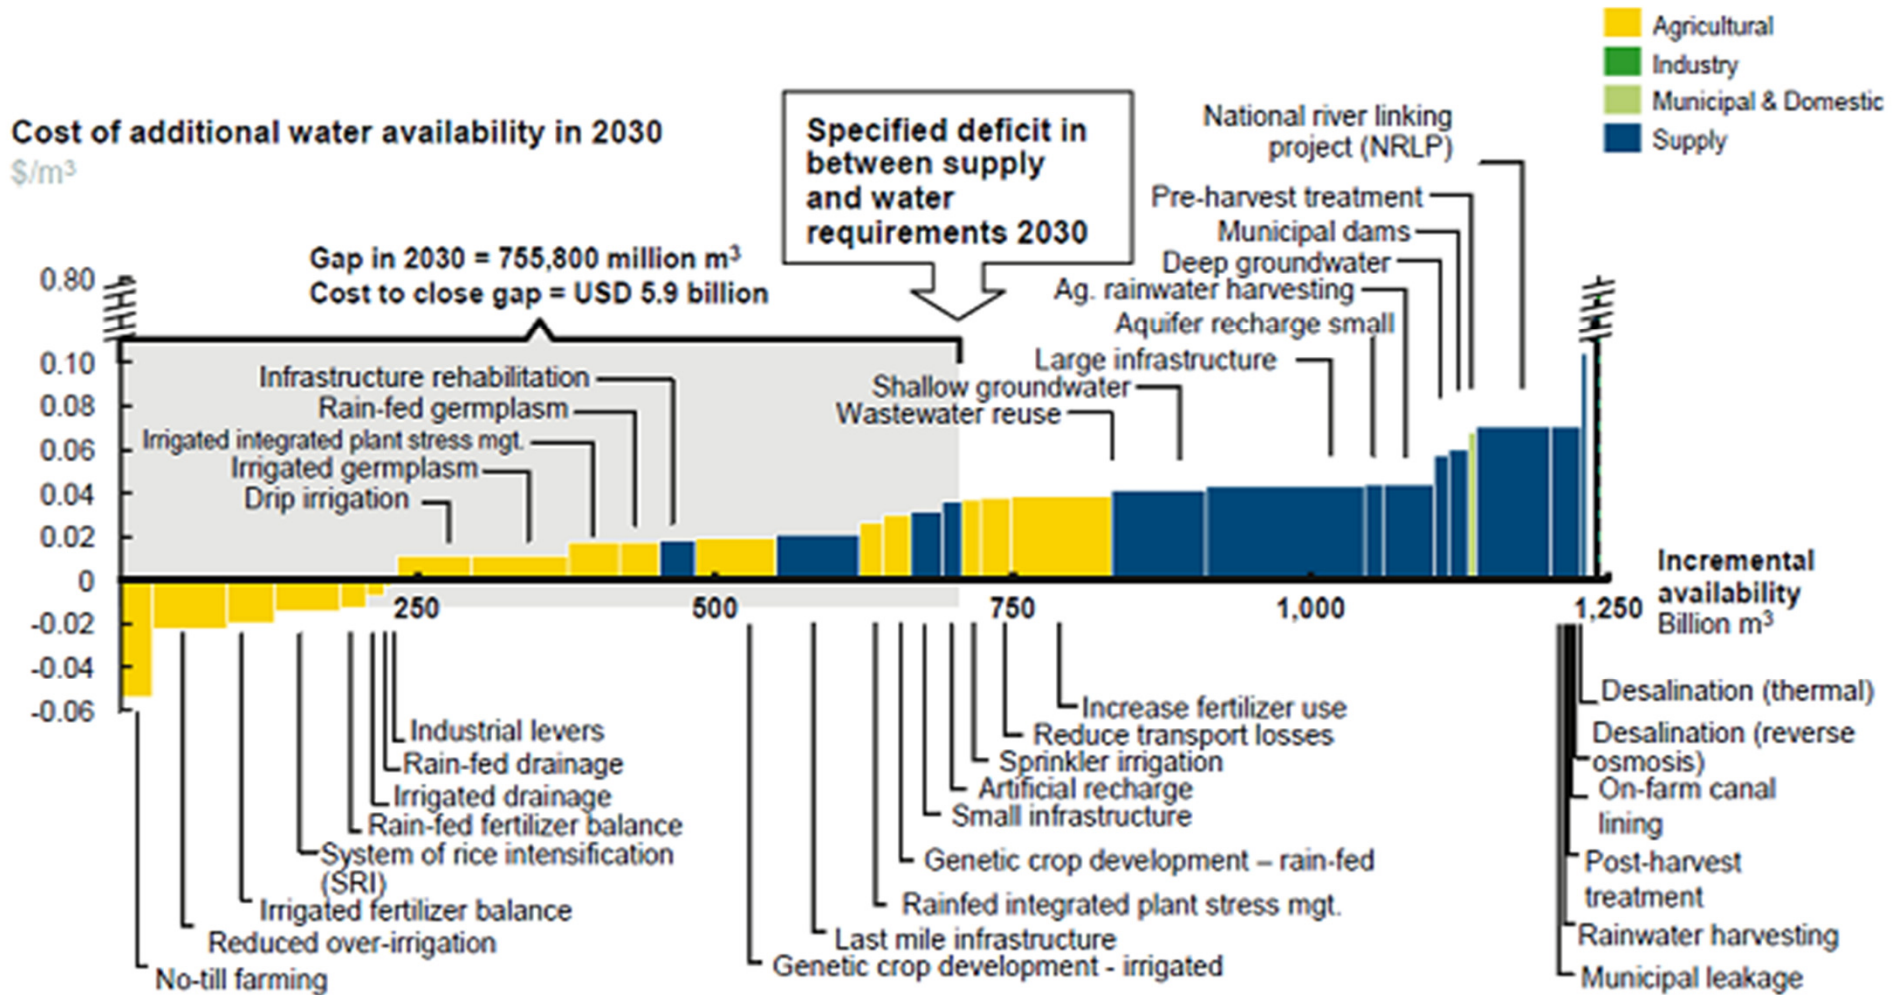 Agricultural
Industry
Municipal & Domestic
Supply
Cost of additional water availability in 2030
$/m³
Specified deficit in
between supply
and water
requirements 2030
Gap in 2030 = 755,800 million m³
Cost to close gap = USD 5.9 billion
National river linking
project (NRLP)
Pre-harvest treatment
Municipal dams
Deep groundwater
Ag. rainwater harvesting
Aquifer recharge small
Large infrastructure
Shallow groundwater
Wastewater reuse
Infrastructure rehabilitation
Rain-fed germplasm
Irrigated integrated plant stress mgt.
Irrigated germplasm
Drip irrigation
0.80
0.10
0.08
0.06
0.04
0.02
0
-0.02
-0.04
-0.06
250
500
750
1,000
1,250
Incremental
availability
Billion m³
Industrial levers
Rain-fed drainage
Irrigated drainage
Rain-fed fertilizer balance
System of rice intensification
(SRI)
Irrigated fertilizer balance
Reduced over-irrigation
No-till farming
Increase fertilizer use
Reduce transport losses
Sprinkler irrigation
Artificial recharge
Small infrastructure
Genetic crop development – rain-fed
Rainfed integrated plant stress mgt.
Last mile infrastructure
Genetic crop development - irrigated
Desalination (thermal)
Desalination (reverse
osmosis)
On-farm canal
lining
Post-harvest
treatment
Rainwater harvesting
Municipal leakage